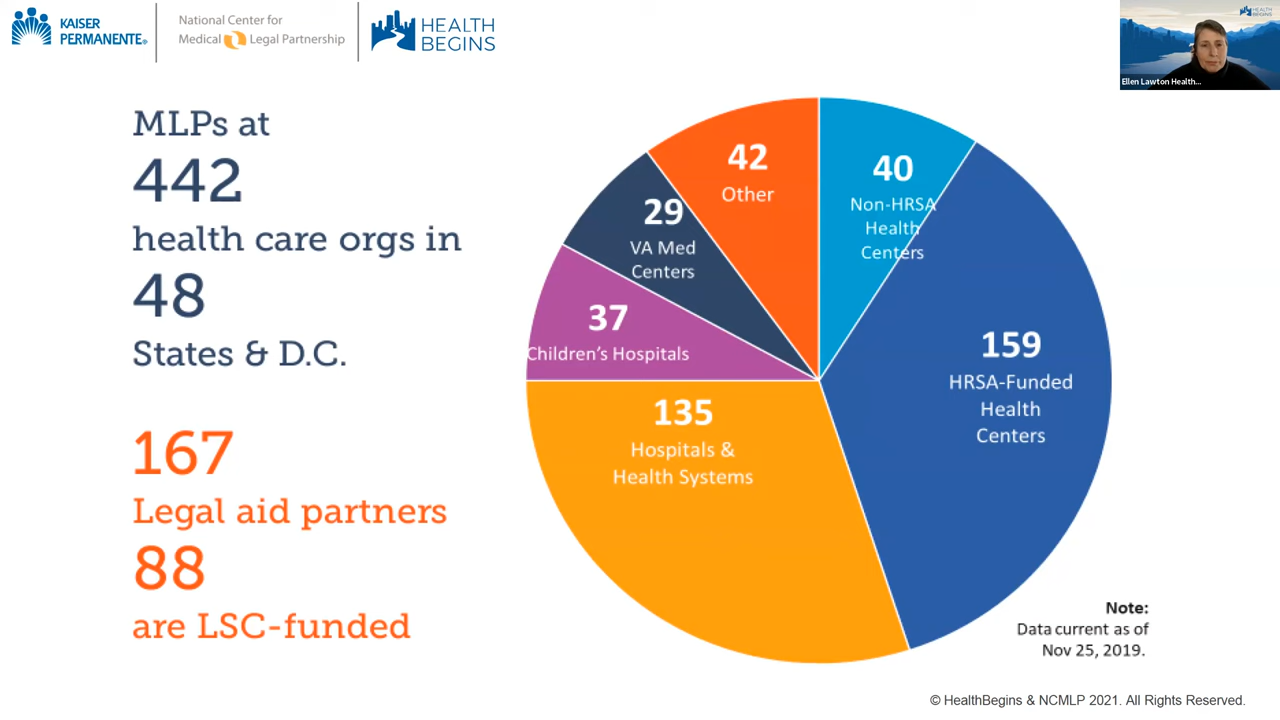 KAISER
PERMANENTE®
National Center for
Medical Legal Partnership
HEALTH
BEGINS
HEALTH
BEGINS
Ellen Lawton Health...
MLPs at
442
health care orgs in
48
States & D.C.
167
Legal aid partners
88
are LSC-funded
42
Other
40
Non-HRSA
Health
Centers
29
VA Med
Centers
37
Children's Hospitals
159
HRSA-Funded
Health
Centers
135
Hospitals &
Health Systems
Note:
Data current as of
Nov 25, 2019.
© HealthBegins & NCMLP 2021. All Rights Reserved.